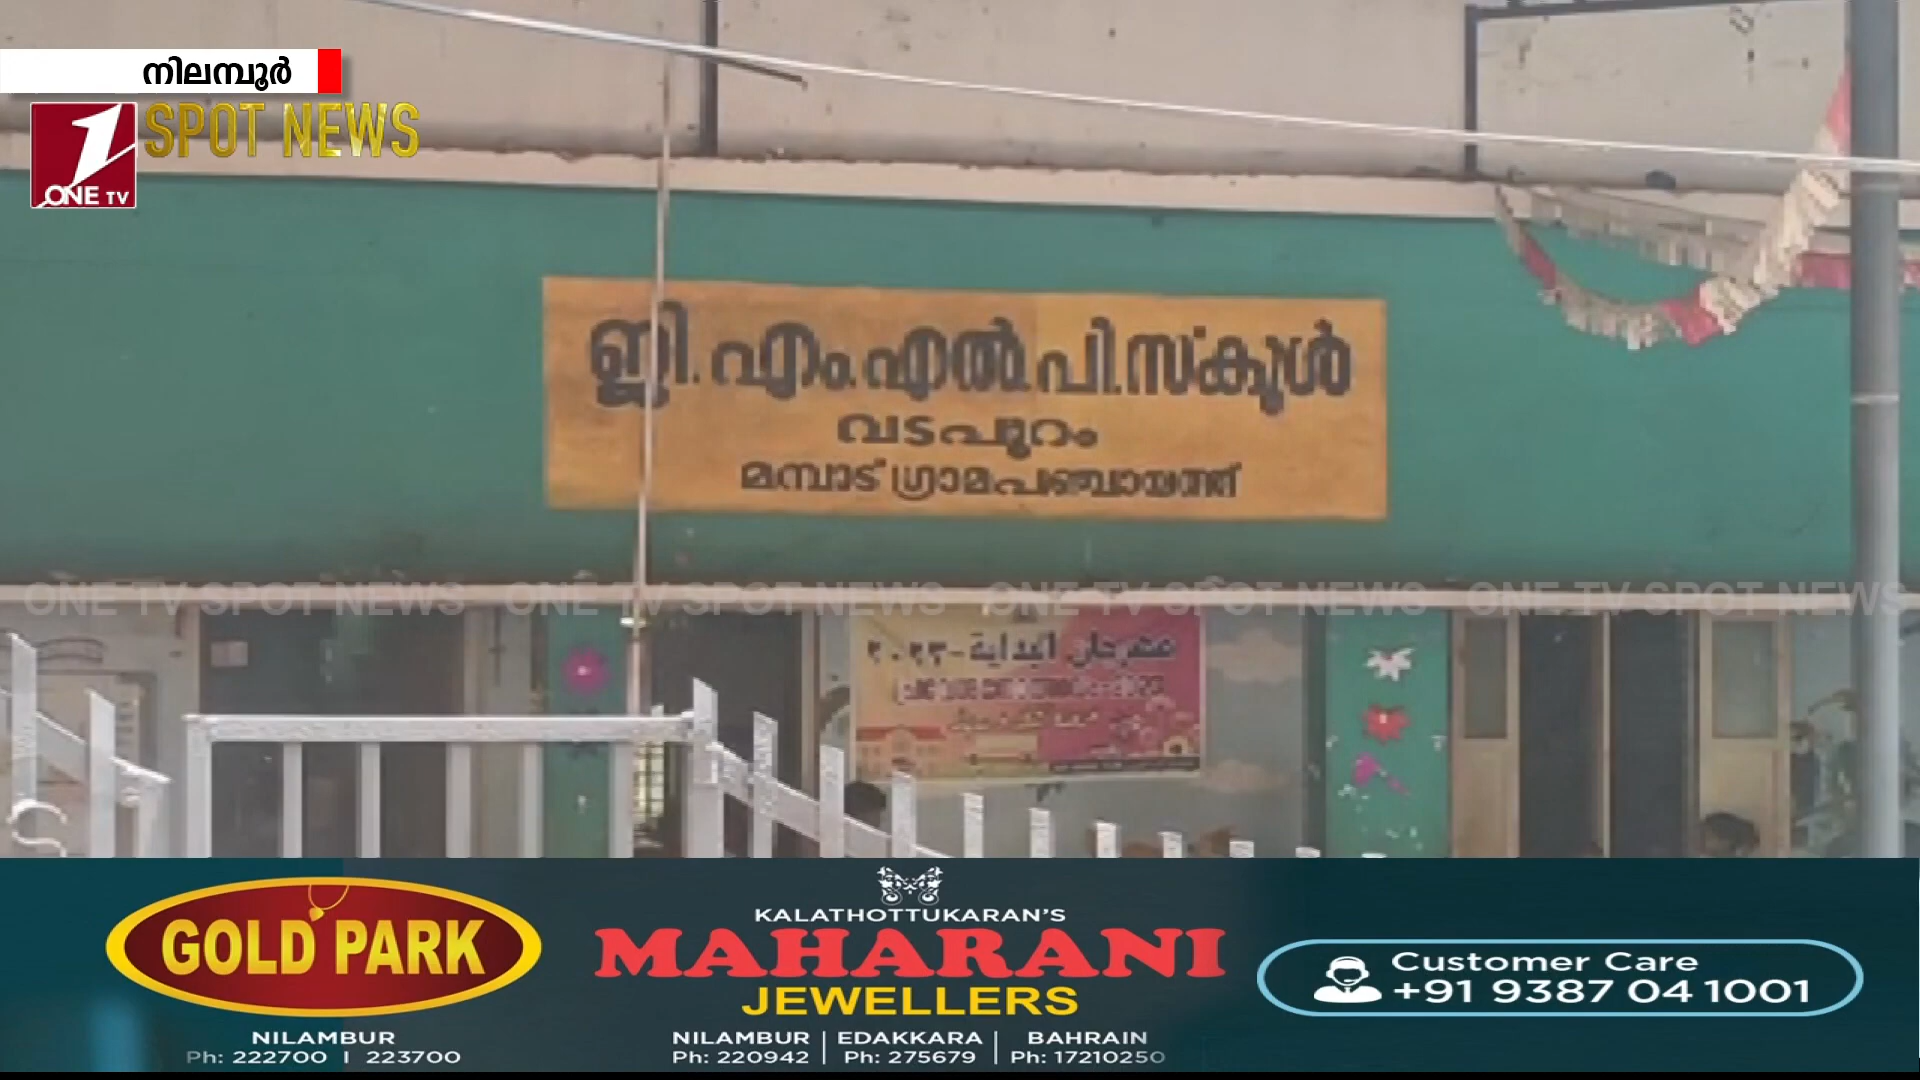 നിലമ്പൂർ
SPOT NEWS
1
ONE TV
ജി.എം.എൽ.പി.സ്കൂൾ
വടപുറം
മമ്പാട് ഗ്രാമപഞ്ചായത്ത്
ONE TV SPOT NEWS ONE TV SPOT NEWS ONE TV SPOT NEWS ONE TV SPOT NEWS
مهرجان البداية-٢٠٢٣
GOLD PARK
NILAMBUR
Ph: 222700 | 223700
KALATHOTTUKARAN'S
MAHARANI
JEWELLERS
NILAMBUR | EDAKKARA | BAHRAIN
Ph: 220942 | Ph: 275679 | Ph: 17210250
Customer Care
+91 9387 04 1001